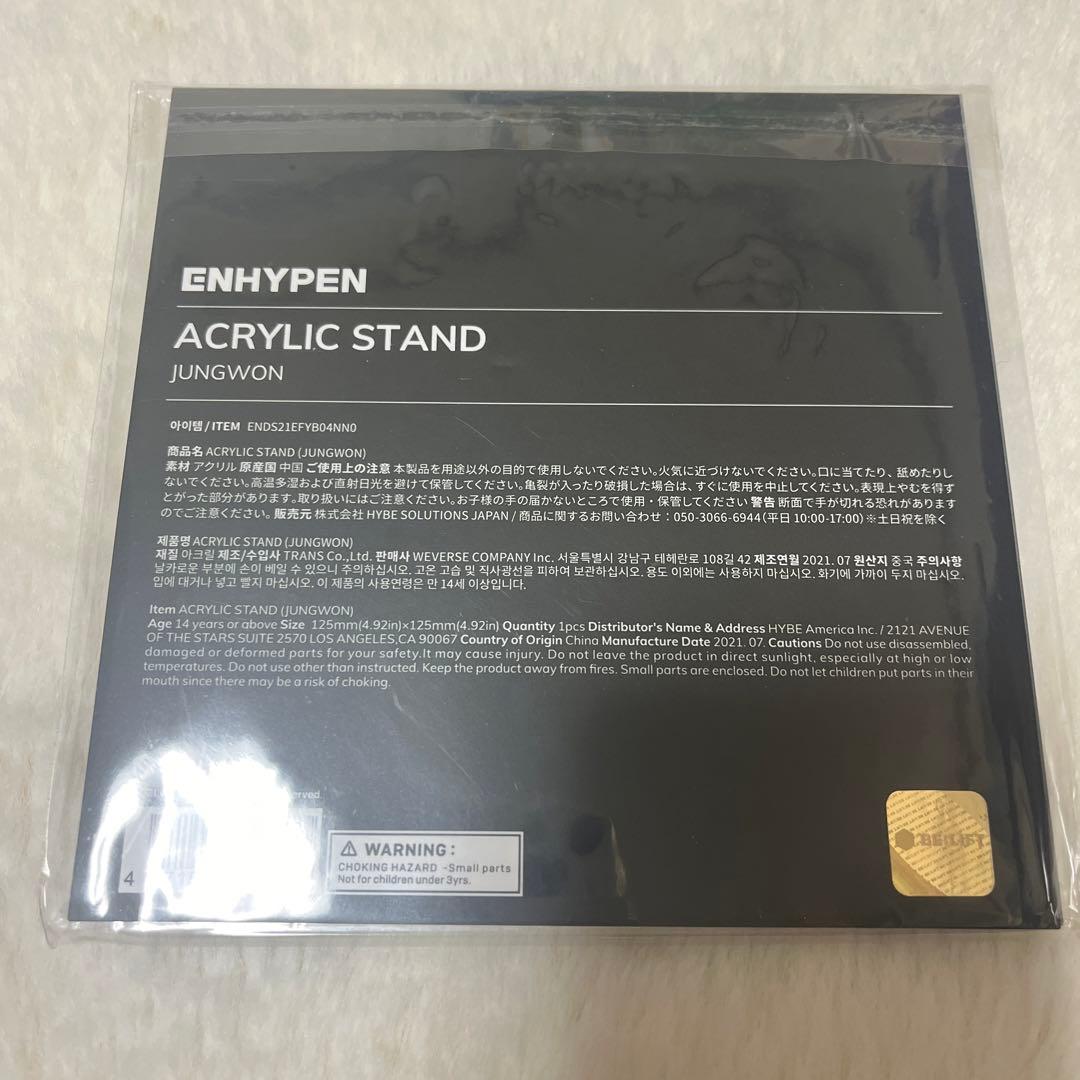 ENHYPEN
ACRYLIC STAND
JUNGWON
아이템 / ITEM ENDS21EFYB04NN0
商品名 ACRYLIC STAND (JUNGWON)
素材 アクリル 原産国 中国 ご使用上の注意 本製品を用途以外の目的で使用しないでください。火気に近づけないでください。口に当てたり、舐めたりし
ないでください。高温多湿および直射日光を避けて保管してください。亀裂が入ったり破損した場合は、すぐに使用を中止してください。表現上やむを得ず
とがった部分があります。取り扱いにはご注意ください。お子様の手の届かないところで使用・保管してください 警告 断面で手が切れる恐れがあります
のでご注意ください。 販売元 株式会社 HYBE SOLUTIONS JAPAN / 商品に関するお問い合わせ：050-3066-6944（平日 10:00-17:00）※土日祝を除く
제품명 ACRYLIC STAND (JUNGWON)
재질 아크릴 제조/수입사 TRANS Co.,Ltd. 판매사 WEVERSE COMPANY Inc. 서울특별시 강남구 테헤란로 108길 42 제조연월 2021. 07 원산지 중국 주의사항
날카로운 부분에 손이 베일 수 있으니 주의하십시오. 고온 고습 및 직사광선을 피하여 보관하십시오. 용도 이외에는 사용하지 마십시오. 화기에 가까이 두지 마십시오.
입에 대거나 넣고 빨지 마십시오. 이 제품의 사용연령은 만 14세 이상입니다.
Item ACRYLIC STAND (JUNGWON)
Age 14 years or above Size 125mm(4.92in)×125mm(4.92in) Quantity 1pcs Distributor's Name & Address HYBE America Inc. / 2121 AVENUE
OF THE STARS SUITE 2570 LOS ANGELES,CA 90067 Country of Origin China Manufacture Date 2021. 07. Cautions Do not use disassembled,
damaged or deformed parts for your safety.It may cause injury. Do not leave the product in direct sunlight, especially at high or low
temperatures. Do not use other than instructed. Keep the product away from fires. Small parts are enclosed. Do not let children put parts in their
mouth since there may be a risk of choking.
4
WARNING :
CHOKING HAZARD -Small parts
Not for children under 3yrs.
BE:LIFT